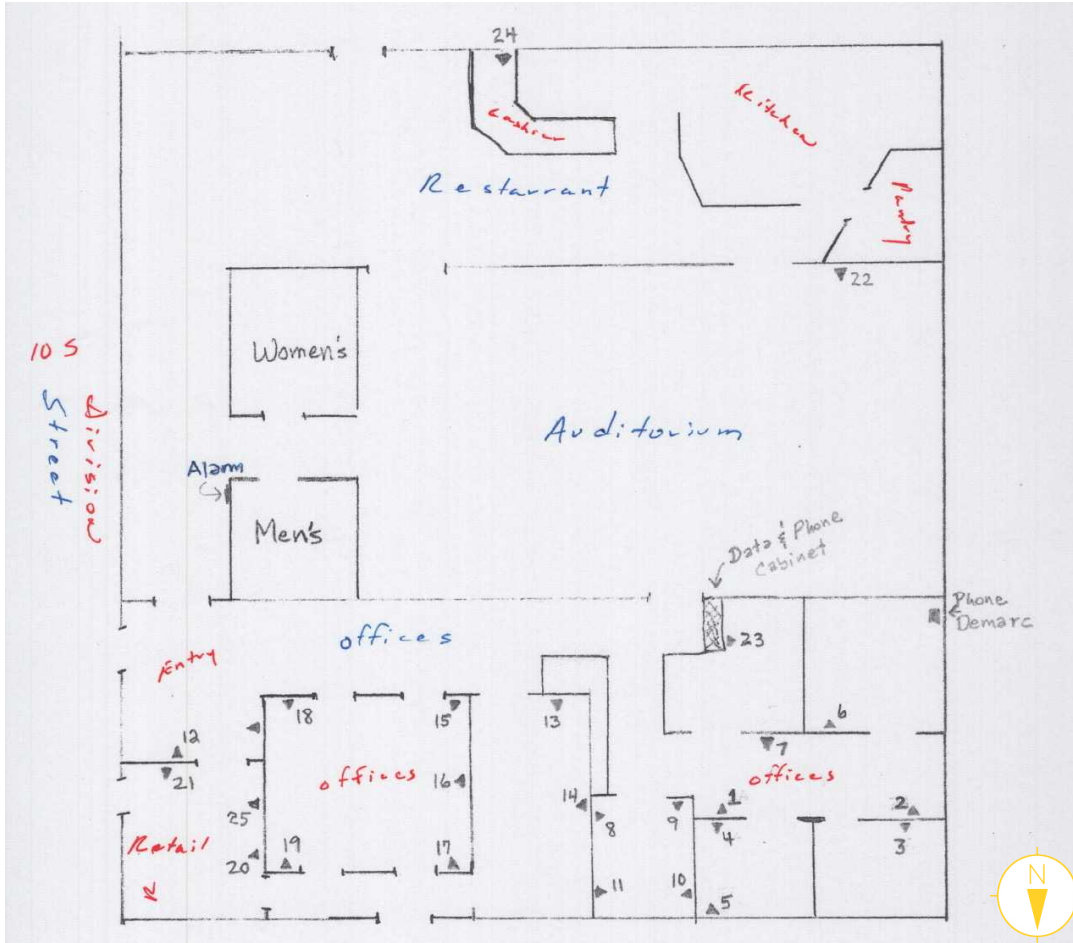 24
Kitchen
Cashier
Restarrant
Pantry
22
Women's
10 S
Division
Street
Auditorium
Alarm
Men's
Data & Phone
Cabinet
Phone
Demarc
offices
23
Entry
18
15
13
6
12
7
21
offices
16
offices
14
1
2
25
8
9
4
3
Retail
19
17
20
11
10
5
N